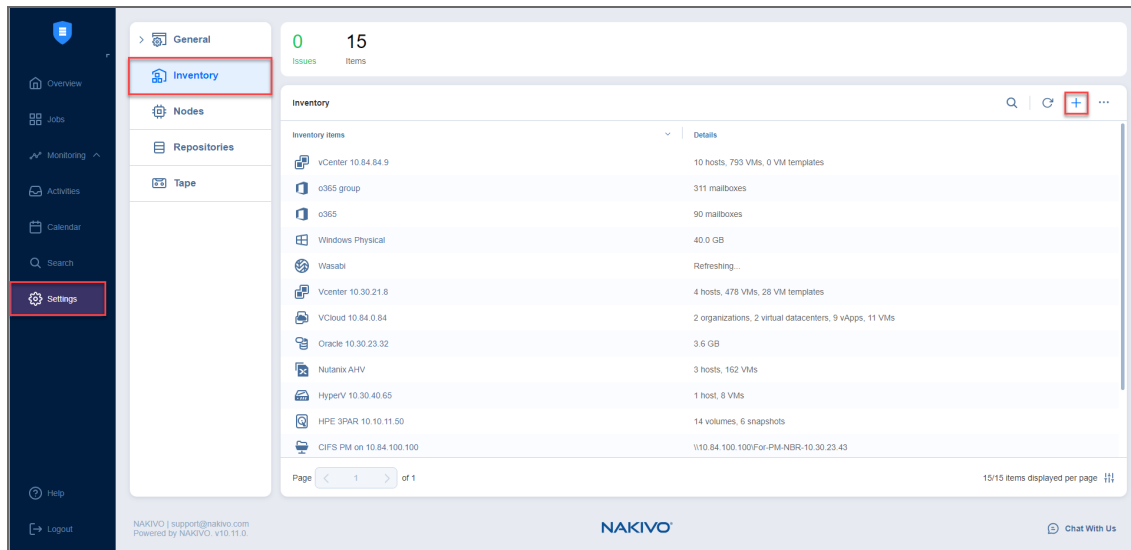 Overview
Jobs
Monitoring
Activities
Calendar
Search
Settings
Help
Logout
General
Inventory
Nodes
Repositories
Tape
0 15
Issues Items
Inventory
Inventory items Details
vCenter 10.84.84.9 10 hosts, 793 VMs, 0 VM templates
o365 group 311 mailboxes
o365 90 mailboxes
Windows Physical 40.0 GB
Wasabi Refreshing...
Vcenter 10.30.21.8 4 hosts, 478 VMs, 28 VM templates
VCloud 10.84.0.84 2 organizations, 2 virtual datacenters, 9 vApps, 11 VMs
Oracle 10.30.23.32 3.6 GB
Nutanix AHV 3 hosts, 162 VMs
HyperV 10.30.40.65 1 host, 8 VMs
HPE 3PAR 10.10.11.50 14 volumes, 6 snapshots
CIFS PM on 10.84.100.100 \\10.84.100.100\For-PM-NBR-10.30.23.43
Page 1 of 1 15/15 items displayed per page
NAKIVO | support@nakivo.com
Powered by NAKIVO. v10.11.0.
NAKIVO®
Chat With Us